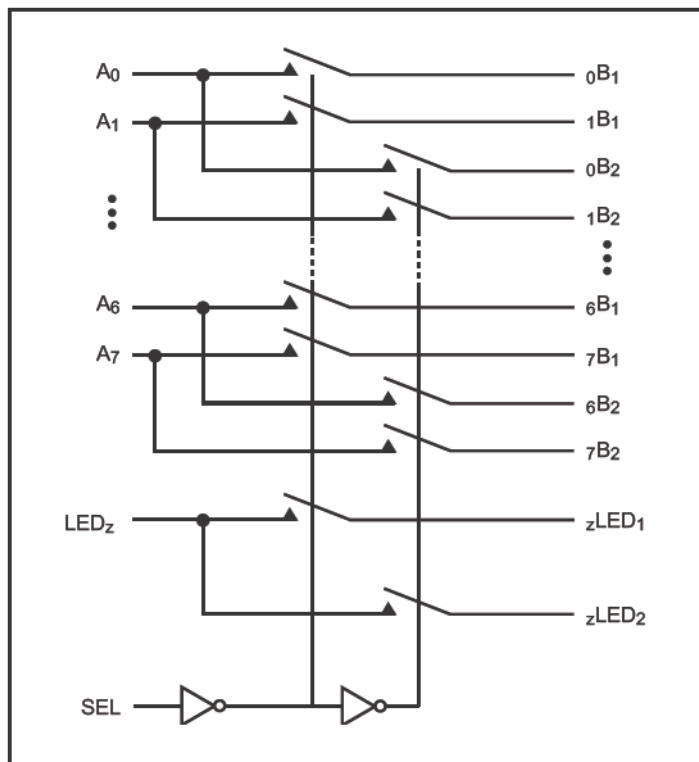 A₀ ₀B₁
A₁ ₁B₁
₀B₂
₁B₂
A₆ ₆B₁
A₇ ₇B₁
₆B₂
₇B₂
LEDz zLED₁
zLED₂
SEL